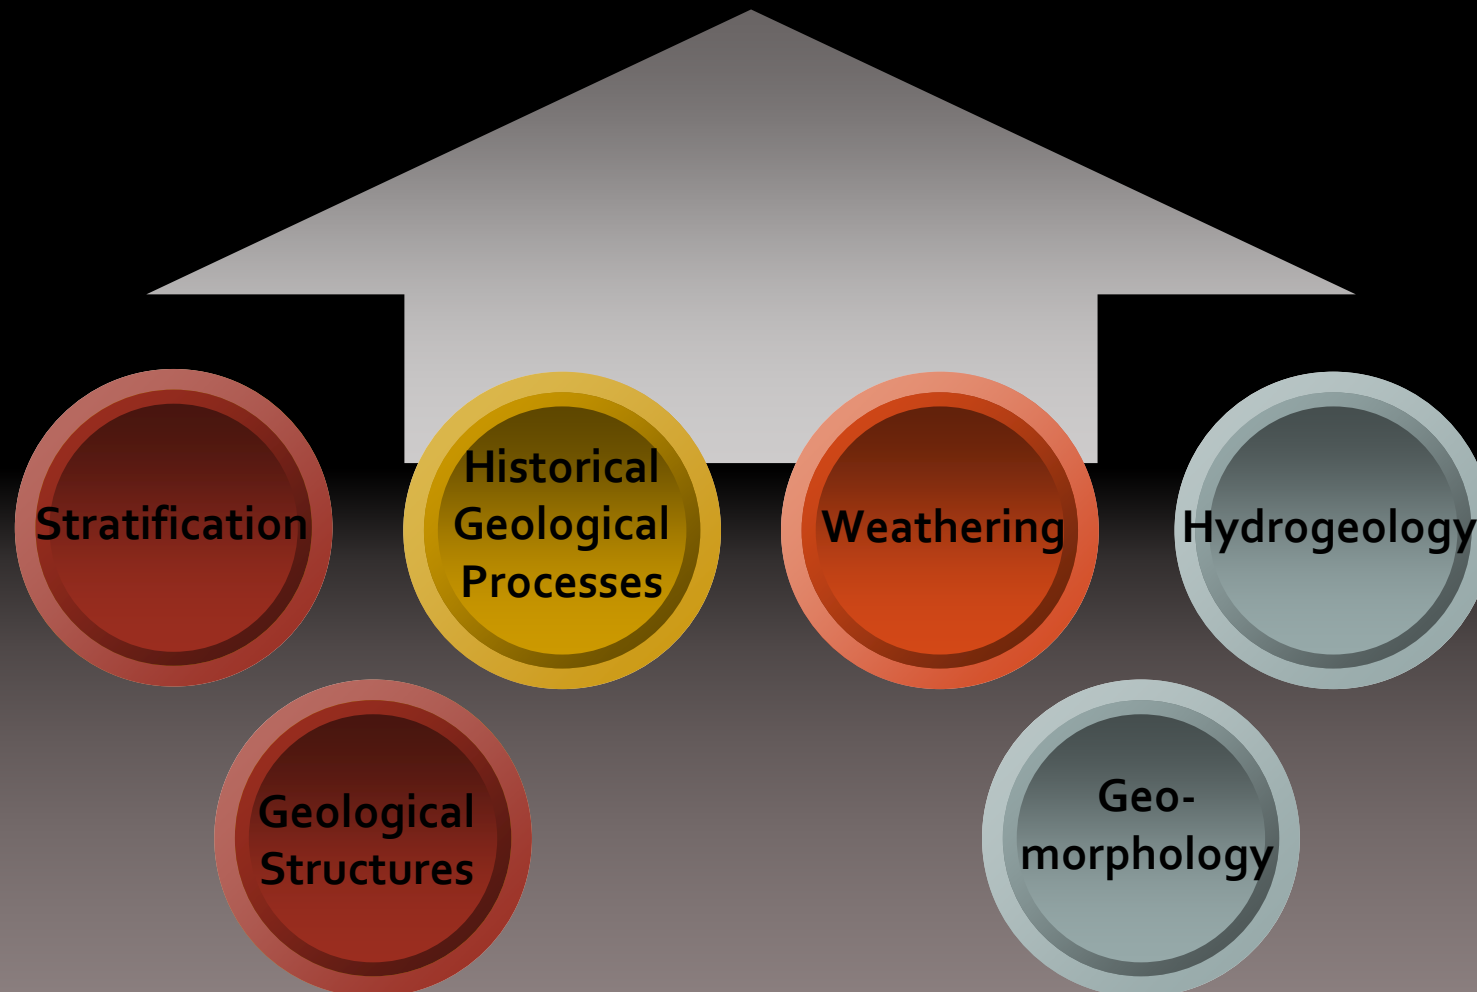 Stratification
Historical
Geological
Processes
Weathering
Hydrogeology
Geological
Structures
Geo-
morphology